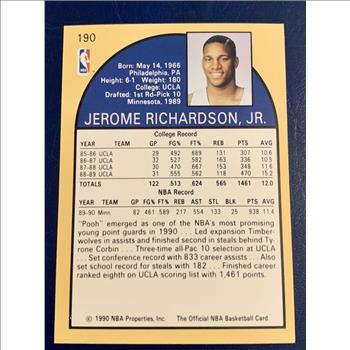 190
NBA
Born: May 14, 1966
Philadelphia, PA
Height: 6-1 Weight: 180
College: UCLA
Drafted: 1st Rd-Pick 10
Minnesota, 1989
JEROME RICHARDSON, JR.
College Record
YEAR TEAM GP FG% FT% REB PTS AVG
85-86 UCLA 29 .492 .689 131 307 10.6
86-87 UCLA 32 .527 .582 163 336 10.5
87-88 UCLA 30 .470 .667 153 348 11.6
88-89 UCLA 31 .562 .562 118 470 15.2
TOTALS 122 .513 .624 565 1461 12.0
NBA Record
YEAR TEAM GP FG% FT% REB AST STL BLK PTS AVG
89-90 Minn. 82 .461 .589 217 554 133 25 938 11.4
"Pooh" emerged as one of the NBA's most promising
young point guards in 1990 . . . Led expansion Timber-
wolves in assists and finished second in steals behind Ty-
rone Corbin . . . Three-time all-Pac 10 selection at UCLA
. . . Set conference record with 833 career assists . . . Also
set school record for steals with 182 . . . Finished career
ranked eighth on UCLA scoring list with 1,461 points.
© 1990 NBA Properties, Inc. The Official NBA Basketball Card